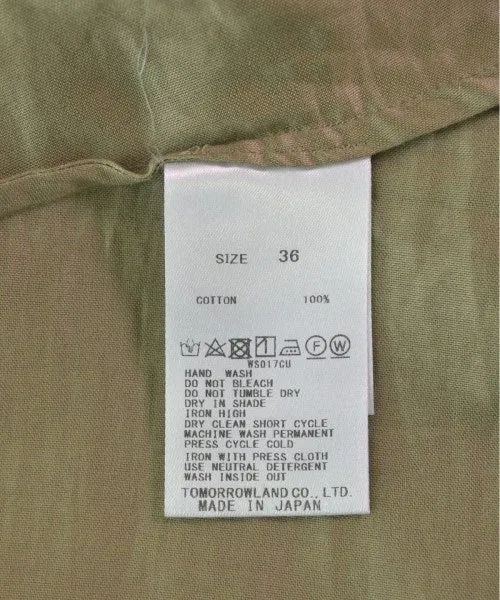 SIZE 36
COTTON 100%
F W
WS017CU
HAND WASH
DO NOT BLEACH
DO NOT TUMBLE DRY
DRY IN SHADE
IRON HIGH
DRY CLEAN SHORT CYCLE
MACHINE WASH PERMANENT
PRESS CYCLE COLD
IRON WITH PRESS CLOTH
USE NEUTRAL DETERGENT
WASH INSIDE OUT
TOMORROWLAND CO., LTD.
MADE IN JAPAN